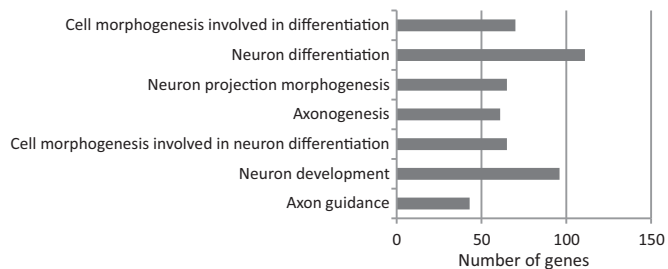 Cell morphogenesis involved in differentiation
Neuron differentiation
Neuron projection morphogenesis
Axonogenesis
Cell morphogenesis involved in neuron differentiation
Neuron development
Axon guidance
0 50 100 150
Number of genes